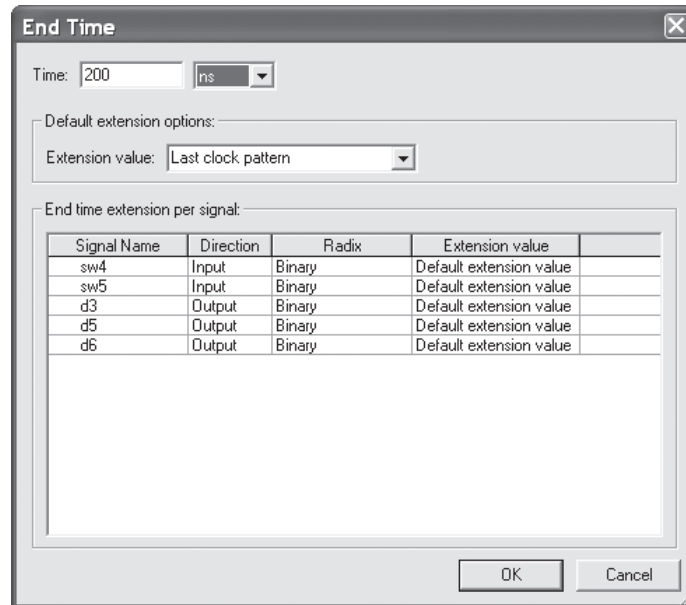 End Time
Time: 200 ns
Default extension options:
Extension value: Last clock pattern
End time extension per signal:
Signal Name Direction Radix Extension value
sw4 Input Binary Default extension value
sw5 Input Binary Default extension value
d3 Output Binary Default extension value
d5 Output Binary Default extension value
d6 Output Binary Default extension value
OK Cancel